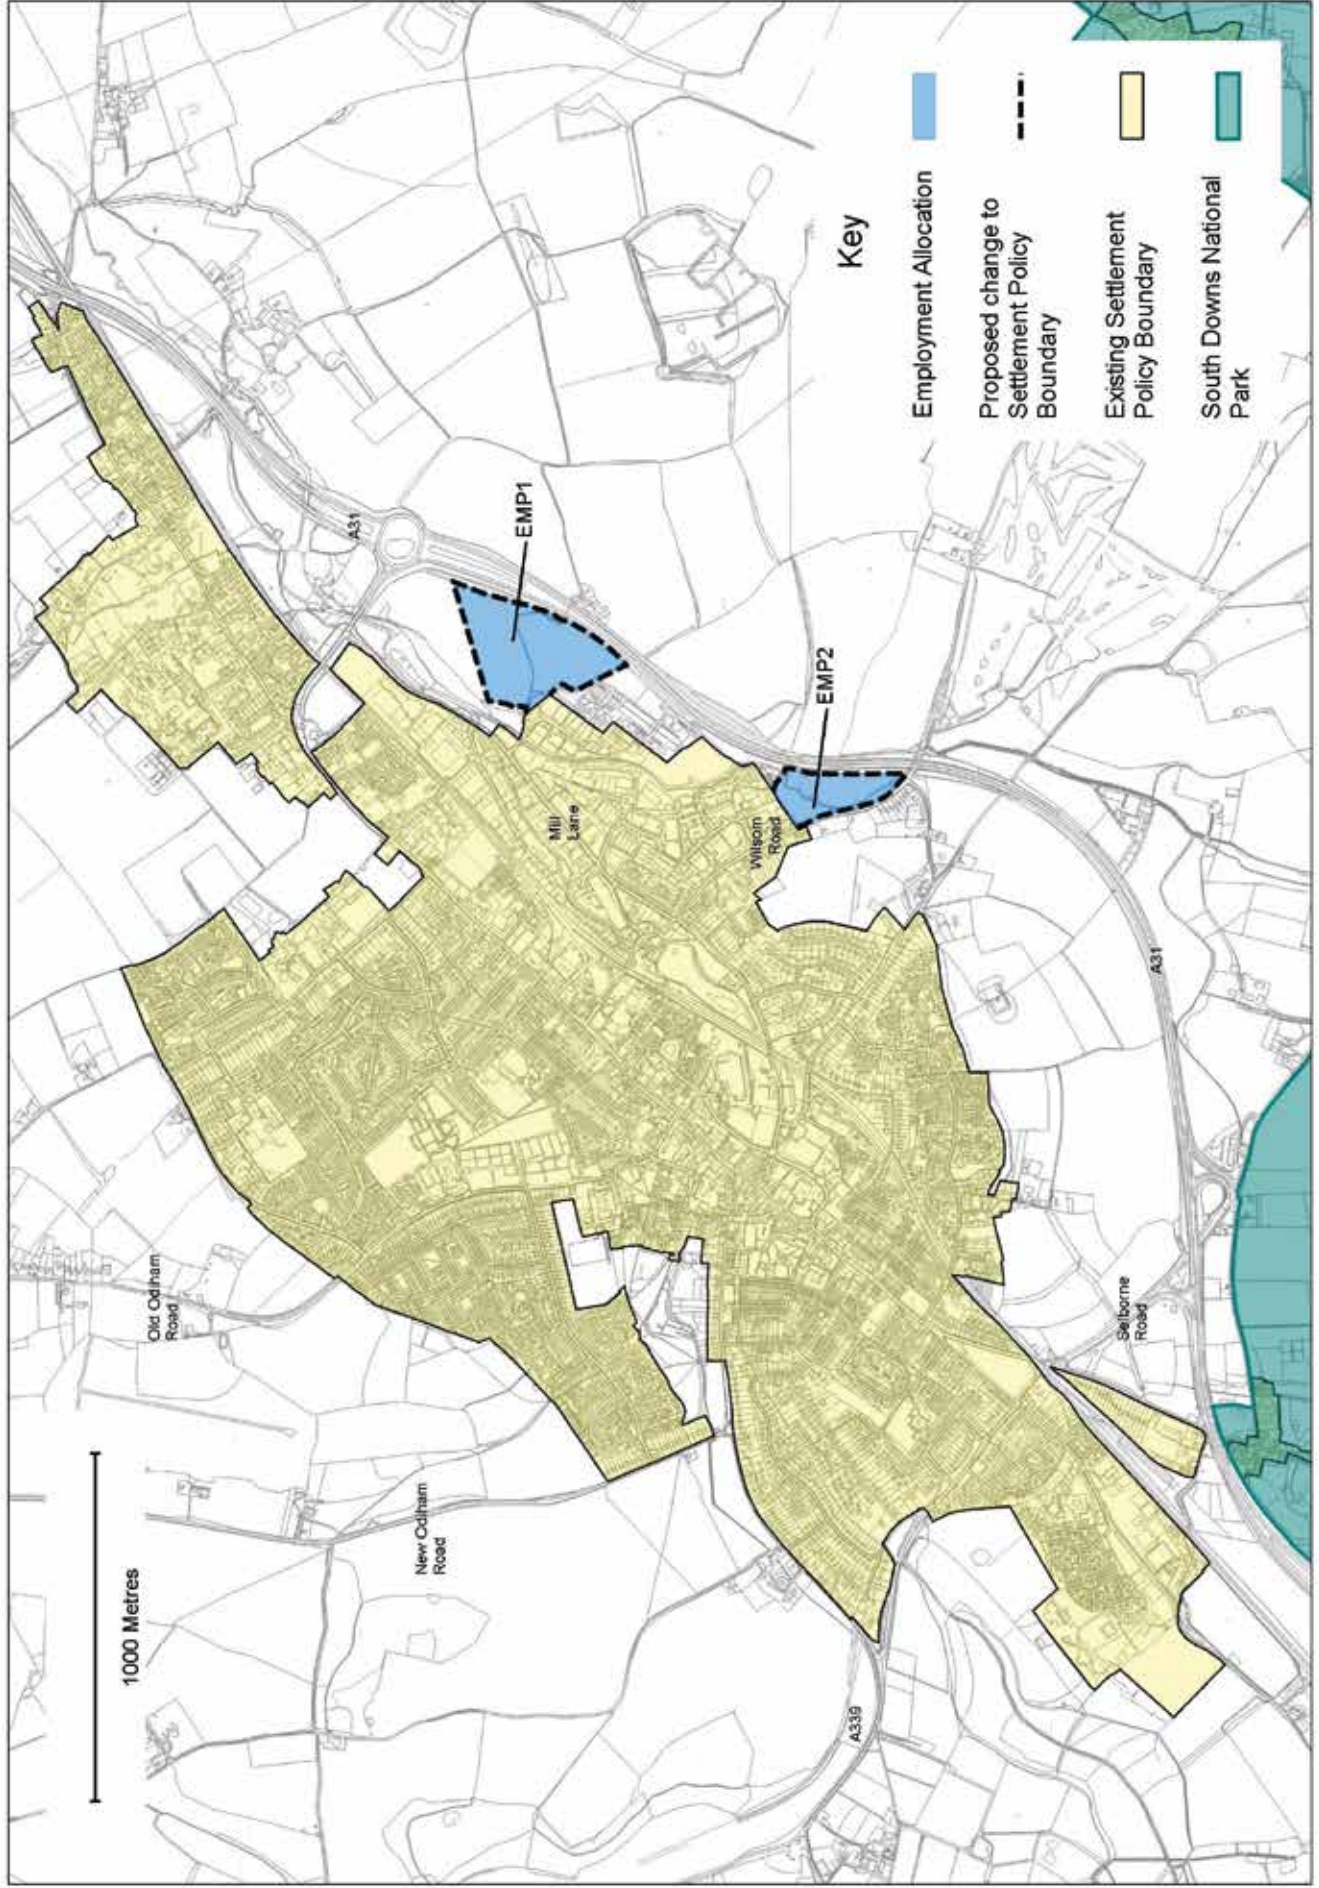 Key
Employment Allocation
Proposed change to
Settlement Policy
Boundary
Existing Settlement
Policy Boundary
South Downs National
Park
EMP1
EMP2
A31
Mill
Lane
Wilsom
Road
A31
Old Odiham
Road
Selborne
Road
New Odiham
Road
1000 Metres
A339